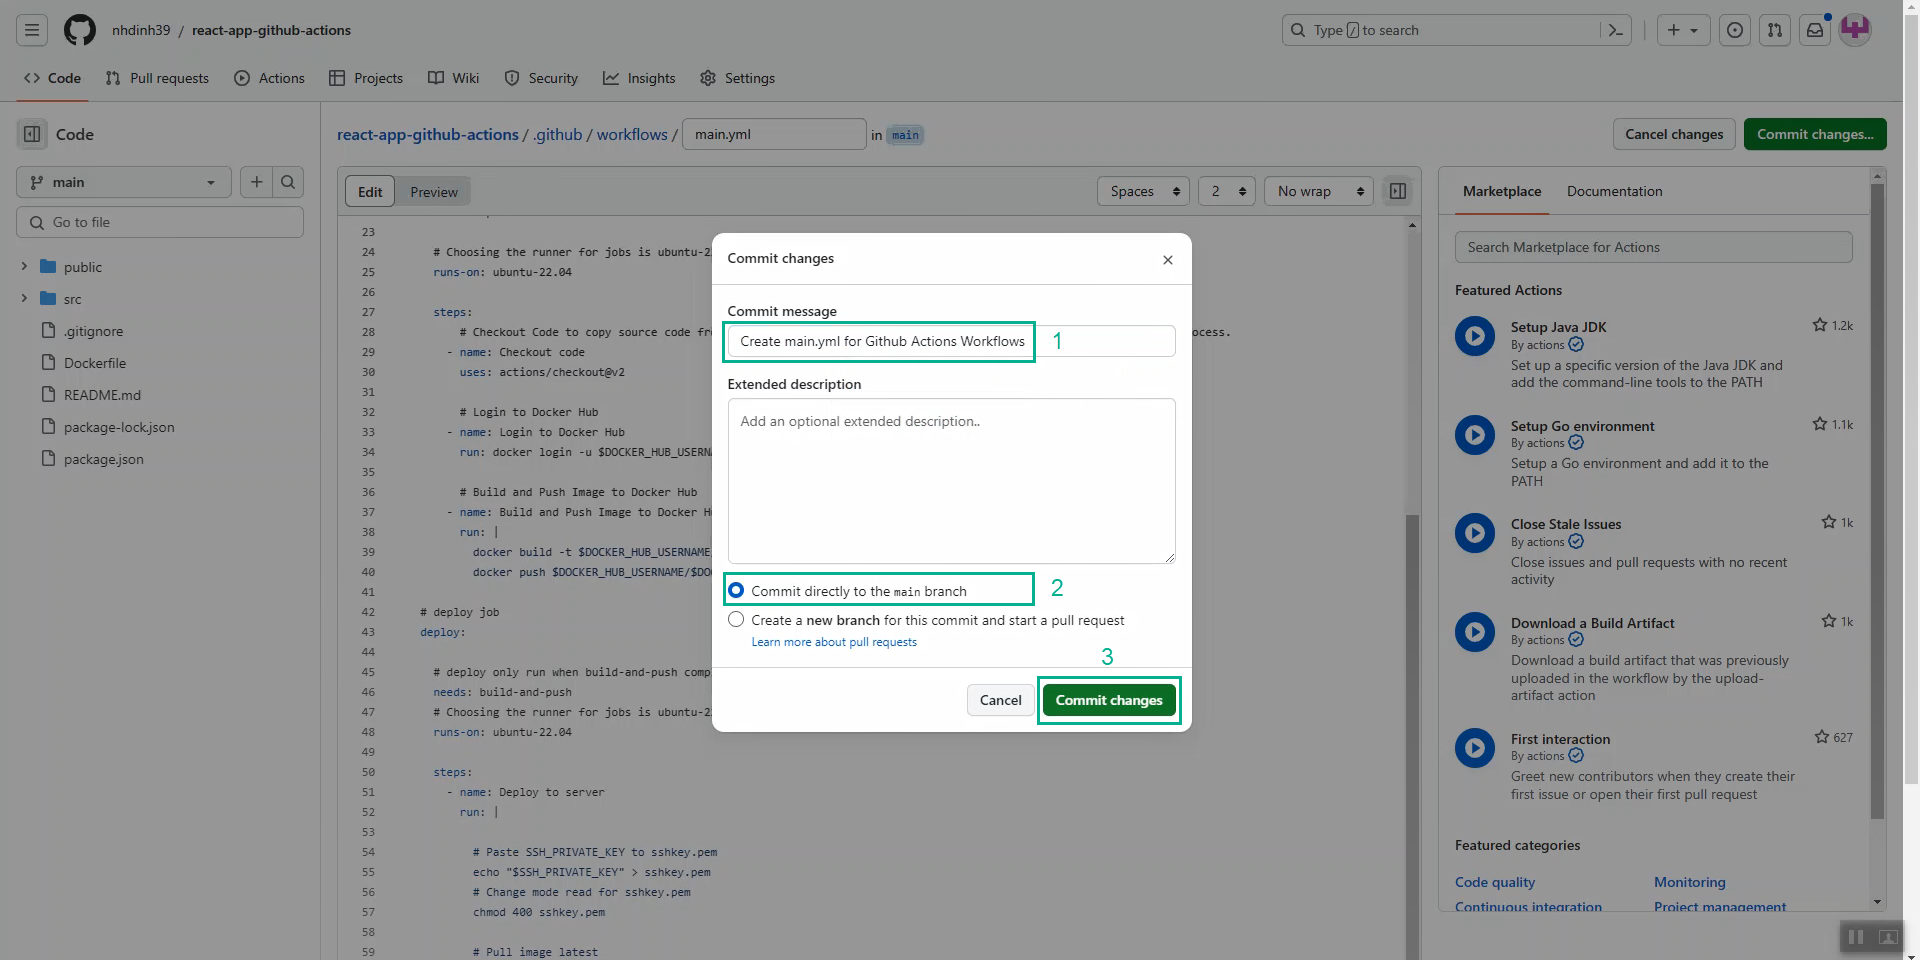 nhdinh39 / react-app-github-actions
Type / to search
Code
Pull requests
Actions
Projects
Wiki
Security
Insights
Settings
Code
main
Go to file
public
src
.gitignore
Dockerfile
README.md
package-lock.json
package.json
react-app-github-actions / .github / workflows / main.yml in main
Cancel changes
Commit changes...
Edit
Preview
Spaces
2
No wrap
23
24 # Choosing the runner for jobs is ubuntu-2
25 runs-on: ubuntu-22.04
26
27 steps:
28 # Checkout Code to copy source code fr ocess.
29 - name: Checkout code
30 uses: actions/checkout@v2
31
32 # Login to Docker Hub
33 - name: Login to Docker Hub
34 run: docker login -u $DOCKER_HUB_USERNA
35
36 # Build and Push Image to Docker Hub
37 - name: Build and Push Image to Docker H
38 run: |
39 docker build -t $DOCKER_HUB_USERNAME
40 docker push $DOCKER_HUB_USERNAME/$DO
41
42 # deploy job
43 deploy:
44
45 # deploy only run when build-and-push comp
46 needs: build-and-push
47 # Choosing the runner for jobs is ubuntu-2
48 runs-on: ubuntu-22.04
49
50 steps:
51 - name: Deploy to server
52 run: |
53
54 # Paste SSH_PRIVATE_KEY to sshkey.pem
55 echo "$SSH_PRIVATE_KEY" > sshkey.pem
56 # Change mode read for sshkey.pem
57 chmod 400 sshkey.pem
58
59 # Pull image latest
Commit changes
Commit message
Create main.yml for Github Actions Workflows
1
Extended description
Add an optional extended description..
Commit directly to the main branch
2
Create a new branch for this commit and start a pull request
Learn more about pull requests
3
Cancel
Commit changes
Marketplace
Documentation
Search Marketplace for Actions
Featured Actions
Setup Java JDK
1.2k
By actions
Set up a specific version of the Java JDK and
add the command-line tools to the PATH
Setup Go environment
1.1k
By actions
Setup a Go environment and add it to the
PATH
Close Stale Issues
1k
By actions
Close issues and pull requests with no recent
activity
Download a Build Artifact
1k
By actions
Download a build artifact that was previously
uploaded in the workflow by the upload-
artifact action
First interaction
627
By actions
Greet new contributors when they create their
first issue or open their first pull request
Featured categories
Code quality
Monitoring
Continuous integration
Project management